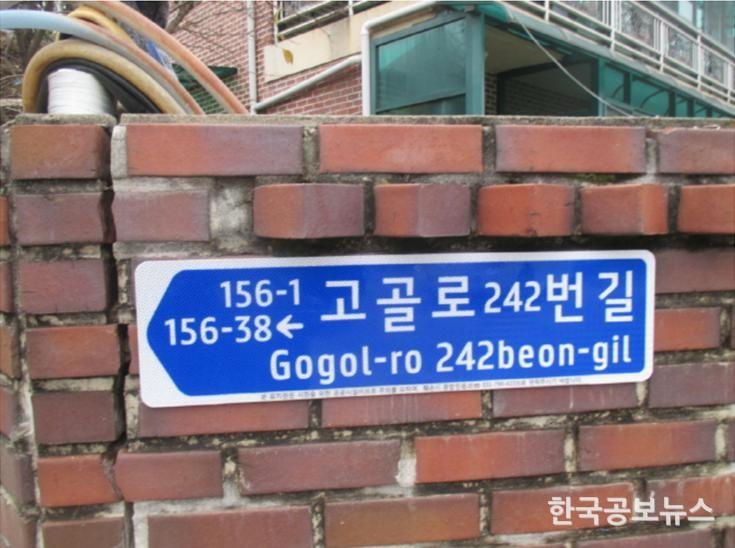 156-1
156-38←
고골로 242번길
Gogol-ro 242beon-gil
한국공보뉴스